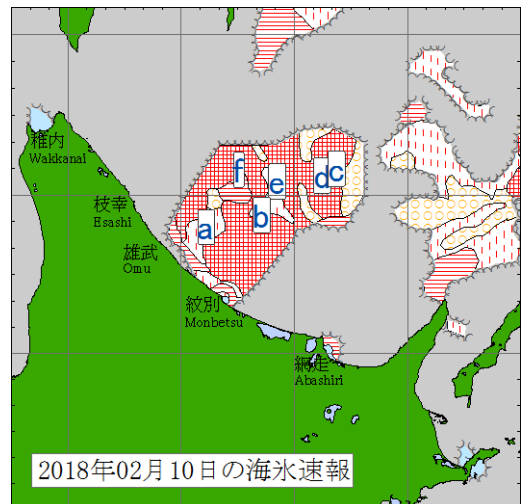 稚内
Wakkanai
枝幸
Esashi
雄武
Omu
紋別
Monbetsu
網走
Abashiri
f
e
d
c
b
a
2018年02月10日の海氷速報